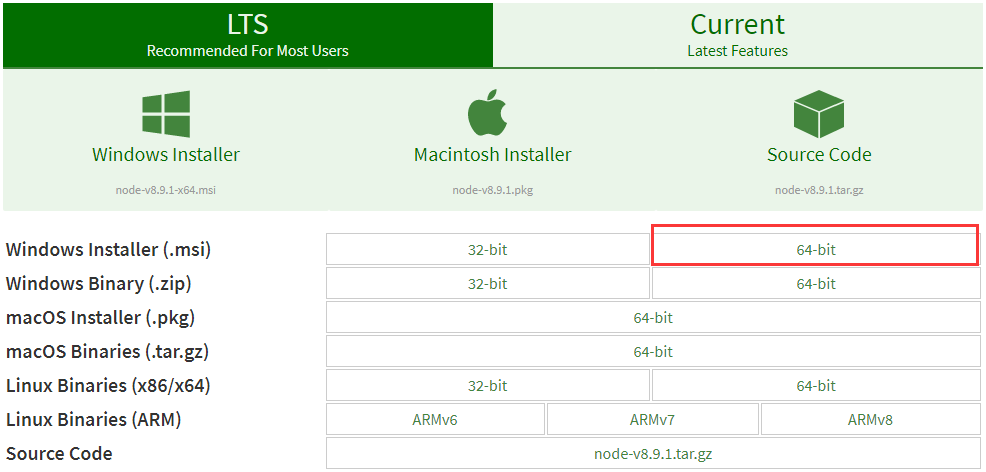 LTS
Recommended For Most Users
Current
Latest Features
Windows Installer
node-v8.9.1-x64.msi
Macintosh Installer
node-v8.9.1.pkg
Source Code
node-v8.9.1.tar.gz
Windows Installer (.msi) 32-bit 64-bit
Windows Binary (.zip) 32-bit 64-bit
macOS Installer (.pkg) 64-bit
macOS Binaries (.tar.gz) 64-bit
Linux Binaries (x86/x64) 32-bit 64-bit
Linux Binaries (ARM) ARMv6 ARMv7 ARMv8
Source Code node-v8.9.1.tar.gz